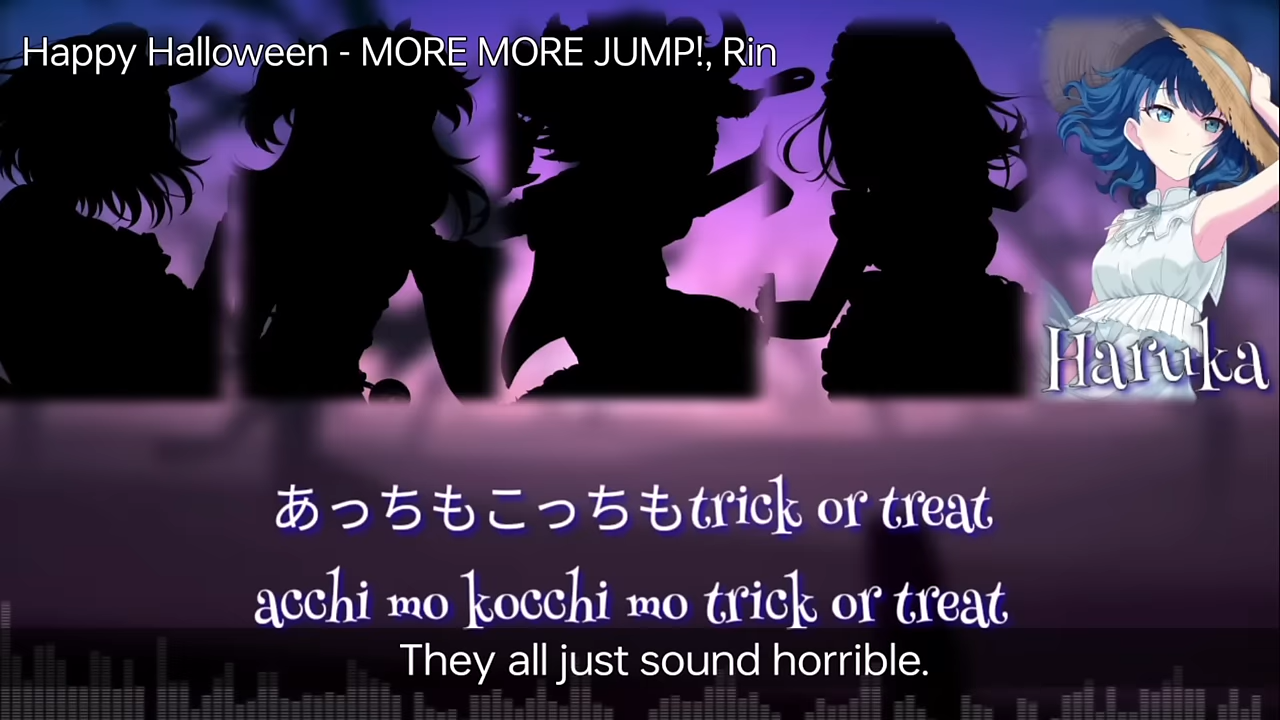 Happy Halloween - MORE MORE JUMP!, Rin
Haruka
あっちもこっちもtrick or treat
acchi mo kocchi mo trick or treat
They all just sound horrible.